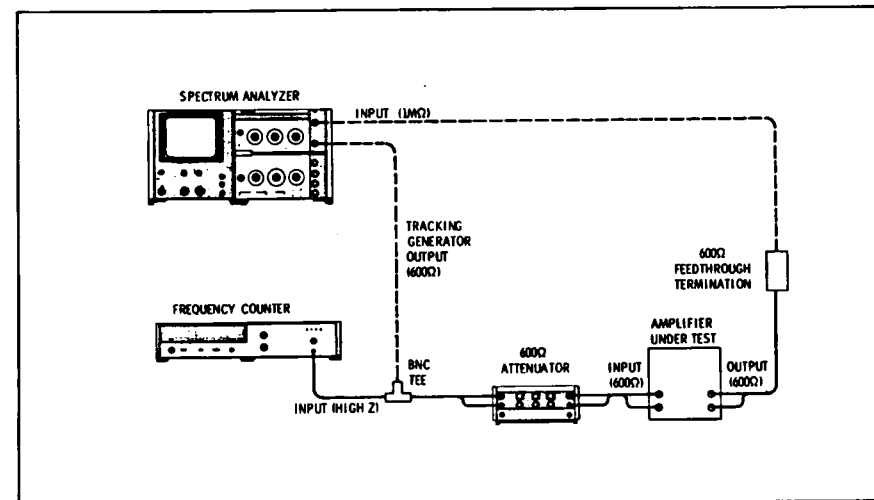 SPECTRUM ANALYZER
INPUT (1MΩ)
TRACKING
GENERATOR
OUTPUT
(600Ω)
600Ω
FEEDTHROUGH
TERMINATION
FREQUENCY COUNTER
AMPLIFIER
UNDER TEST
BNC
TEE
600Ω
ATTENUATOR
INPUT
(600Ω)
OUTPUT
(600Ω)
INPUT (HIGH Z)